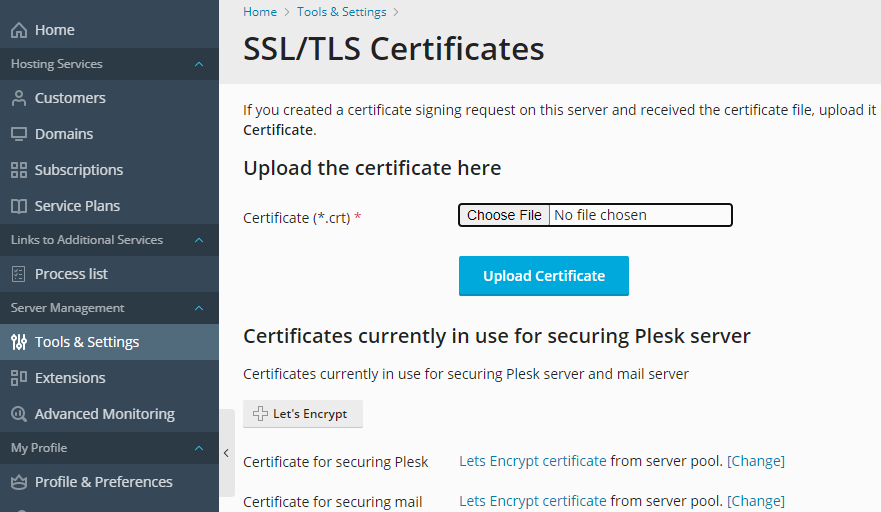 Home
Hosting Services
Customers
Domains
Subscriptions
Service Plans
Links to Additional Services
Process list
Server Management
Tools & Settings
Extensions
Advanced Monitoring
My Profile
Profile & Preferences
Home > Tools & Settings >
SSL/TLS Certificates
If you created a certificate signing request on this server and received the certificate file, upload it
Certificate.
Upload the certificate here
Certificate (*.crt) *
Choose File No file chosen
Upload Certificate
Certificates currently in use for securing Plesk server
Certificates currently in use for securing Plesk server and mail server
Let's Encrypt
Certificate for securing Plesk Lets Encrypt certificate from server pool. [Change]
Certificate for securing mail Lets Encrypt certificate from server pool. [Change]